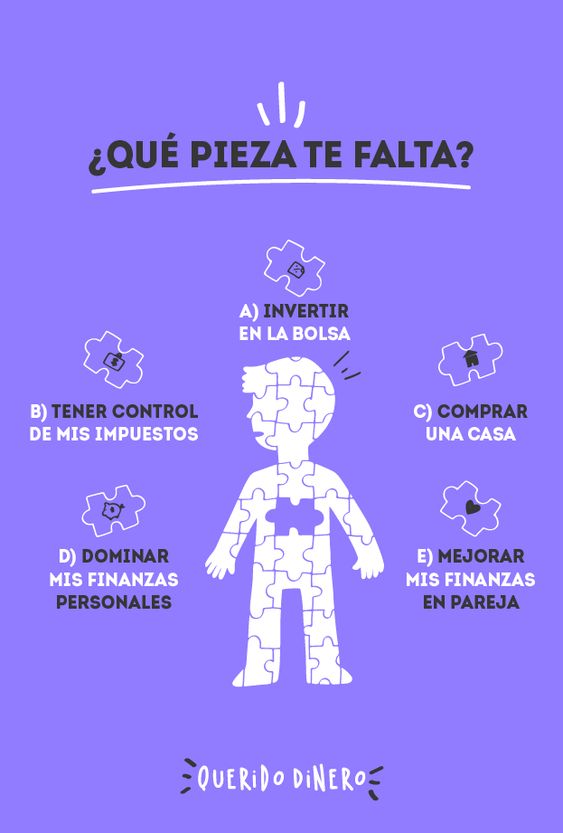 ¿QUÉ PIEZA TE FALTA?
A) INVERTIR
EN LA BOLSA
B) TENER CONTROL
DE MIS IMPUESTOS
C) COMPRAR
UNA CASA
D) DOMINAR
MIS FINANZAS
PERSONALES
E) MEJORAR
MIS FINANZAS
EN PAREJA
QUERIDO DINERO